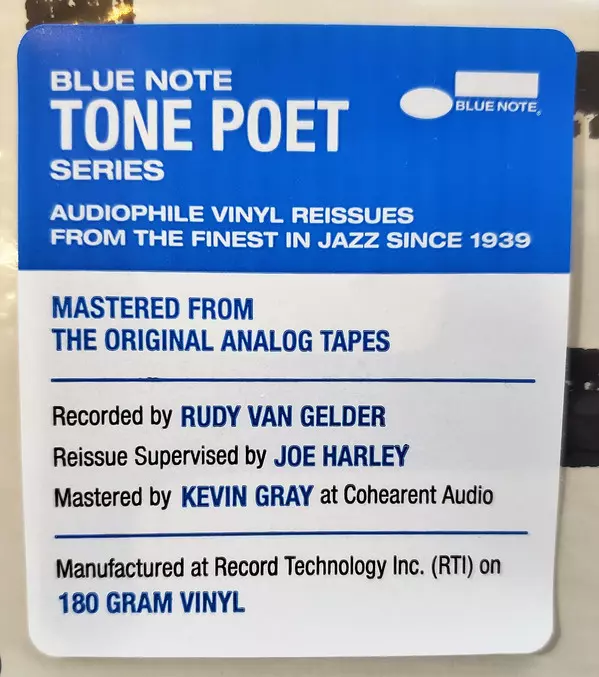 BLUE NOTE
TONE POET
SERIES
BLUE NOTE®
AUDIOPHILE VINYL REISSUES
FROM THE FINEST IN JAZZ SINCE 1939
MASTERED FROM
THE ORIGINAL ANALOG TAPES
Recorded by RUDY VAN GELDER
Reissue Supervised by JOE HARLEY
Mastered by KEVIN GRAY at Cohearent Audio
Manufactured at Record Technology Inc. (RTI) on
180 GRAM VINYL